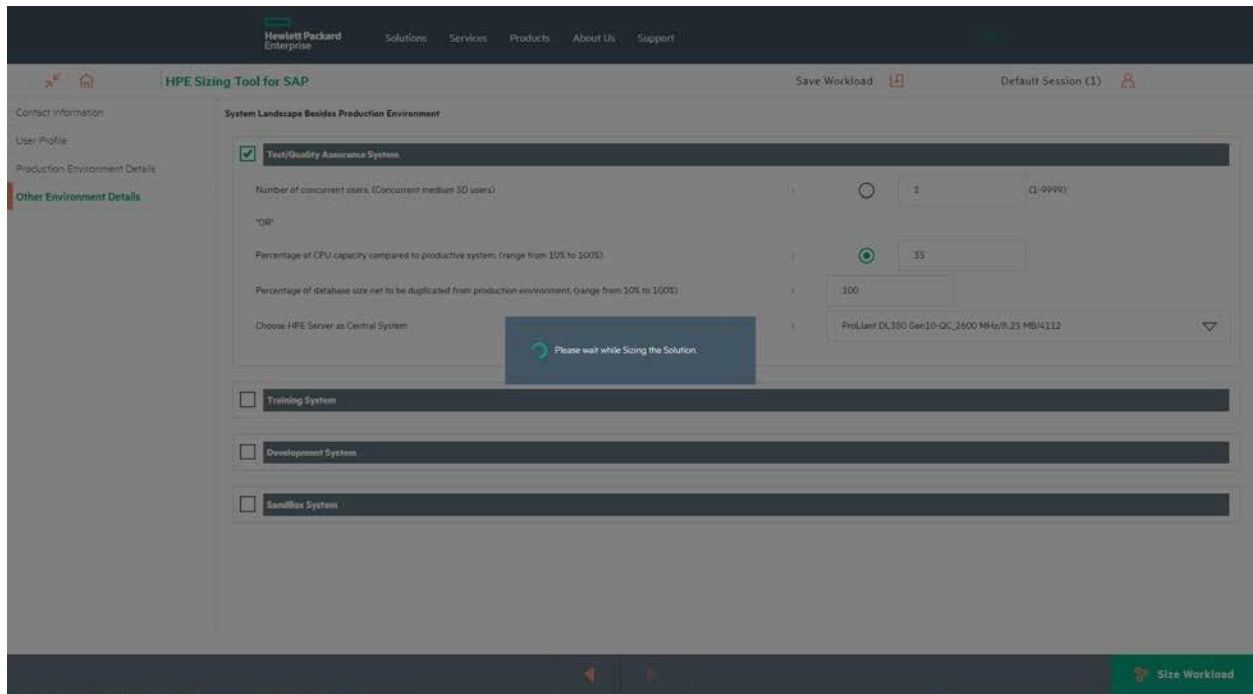 Hewlett Packard
Enterprise
Solutions Services Products About Us Support
HPE Sizing Tool for SAP
Save Workload
Default Session (1)
Contact Information
User Profile
Production Environment Details
Other Environment Details
System Landscape Besides Production Environment
Test/Quality Assurance System
Number of concurrent users. (Concurrent medium SD users) : 1 (1-9999)
"OR"
Percentage of CPU capacity compared to productive system. (range from 10% to 100%) : 35
Percentage of database size net to be duplicated from production environment. (range from 10% to 100%) : 100
Choose HPE Server as Central System : ProLiant DL380 Gen10-QC_2600 MHz/8.25 MB/4112
Please wait while Sizing the Solution.
Training System
Development System
SandBox System
Size Workload